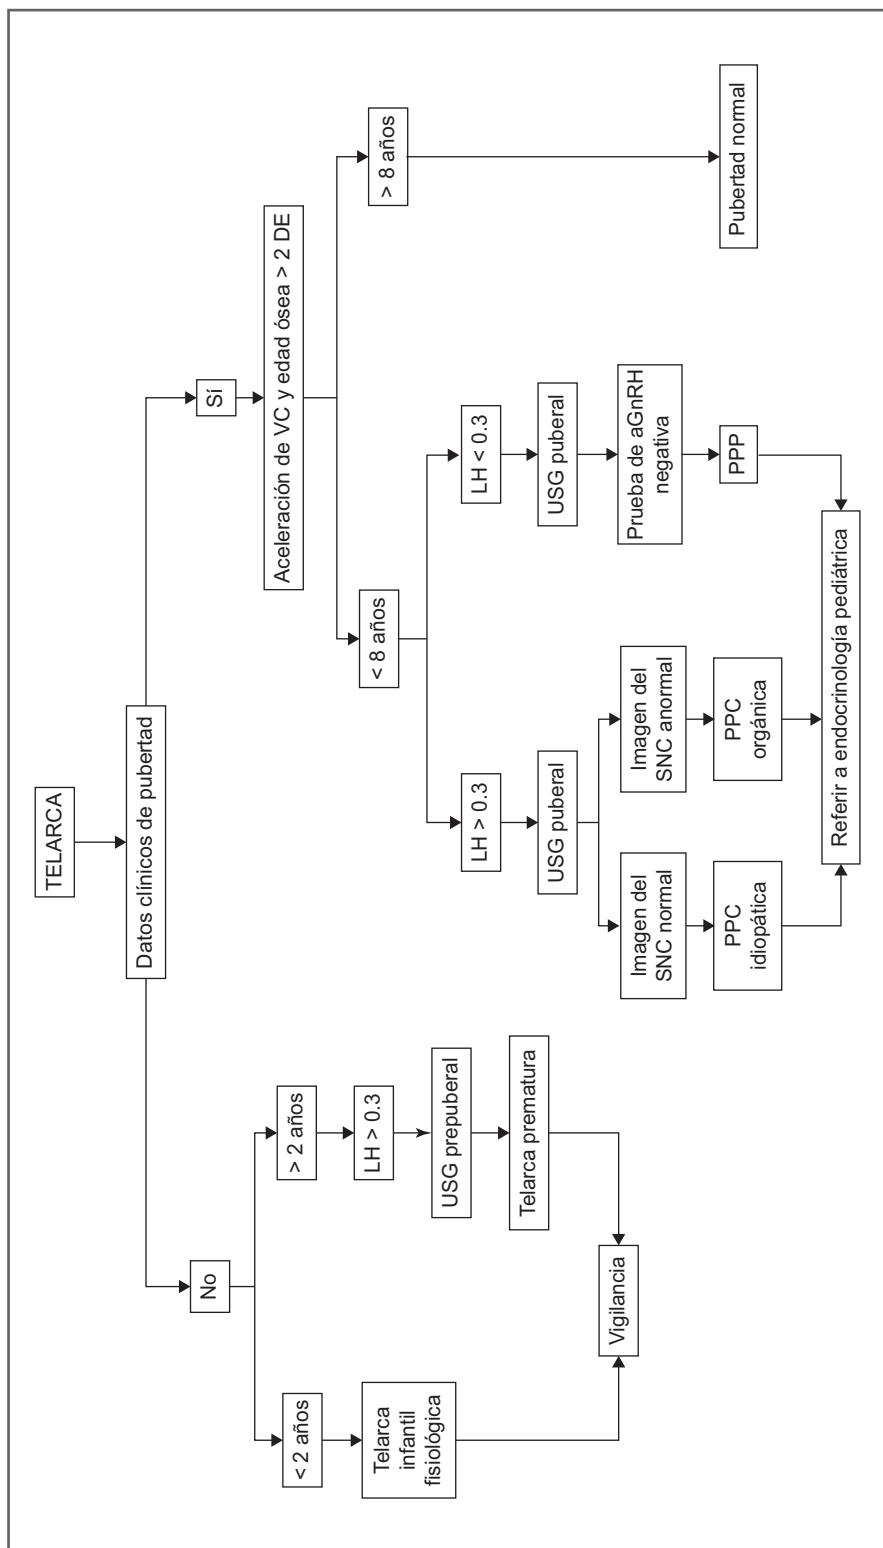 TELARCA
Datos clínicos de pubertad
No
Sí
< 2 años
> 2 años
Aceleración de VC y edad ósea > 2 DE
Telarca
infantil
fisiológica
LH > 0.3
< 8 años
> 8 años
USG prepuberal
LH > 0.3
LH < 0.3
Telarca prematura
USG puberal
USG puberal
Vigilancia
Imagen del
SNC normal
Imagen del
SNC anormal
Prueba de aGnRH
negativa
PPC
idiopática
PPC
orgánica
PPP
Pubertad normal
Referir a endocrinología pediátrica